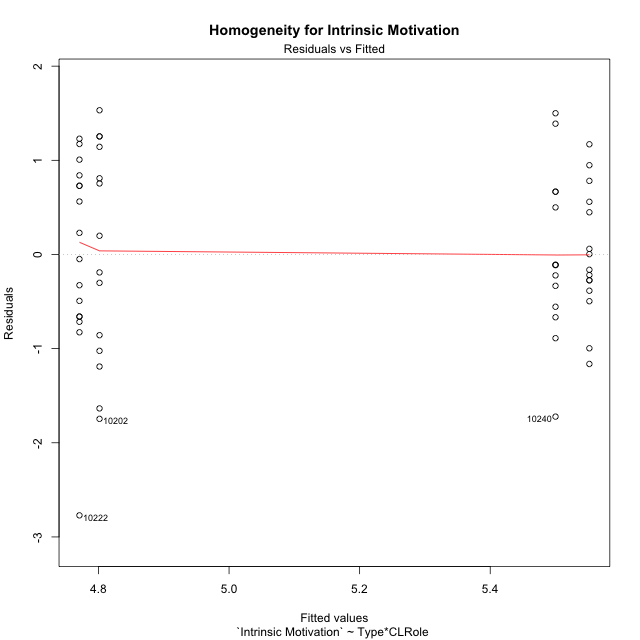 Homogeneity for Intrinsic Motivation
Residuals vs Fitted
2
1
0
-1
-2
-3
Residuals
10202
10240
10222
4.8 5.0 5.2 5.4
Fitted values
`Intrinsic Motivation` ~ Type*CLRole